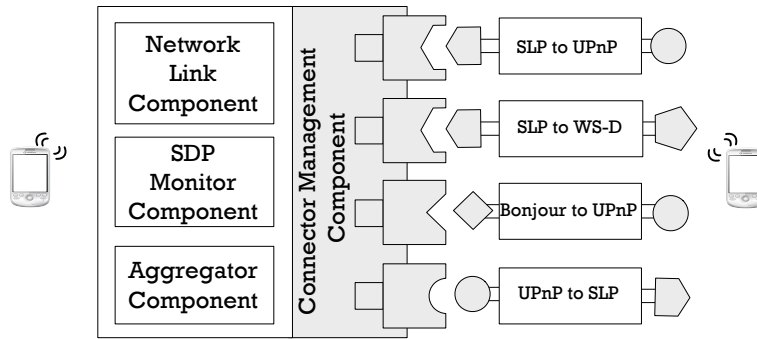 Network
Link
Component
SDP
Monitor
Component
Aggregator
Component
Connector Management
Component
SLP to UPnP
SLP to WS-D
Bonjour to UPnP
UPnP to SLP